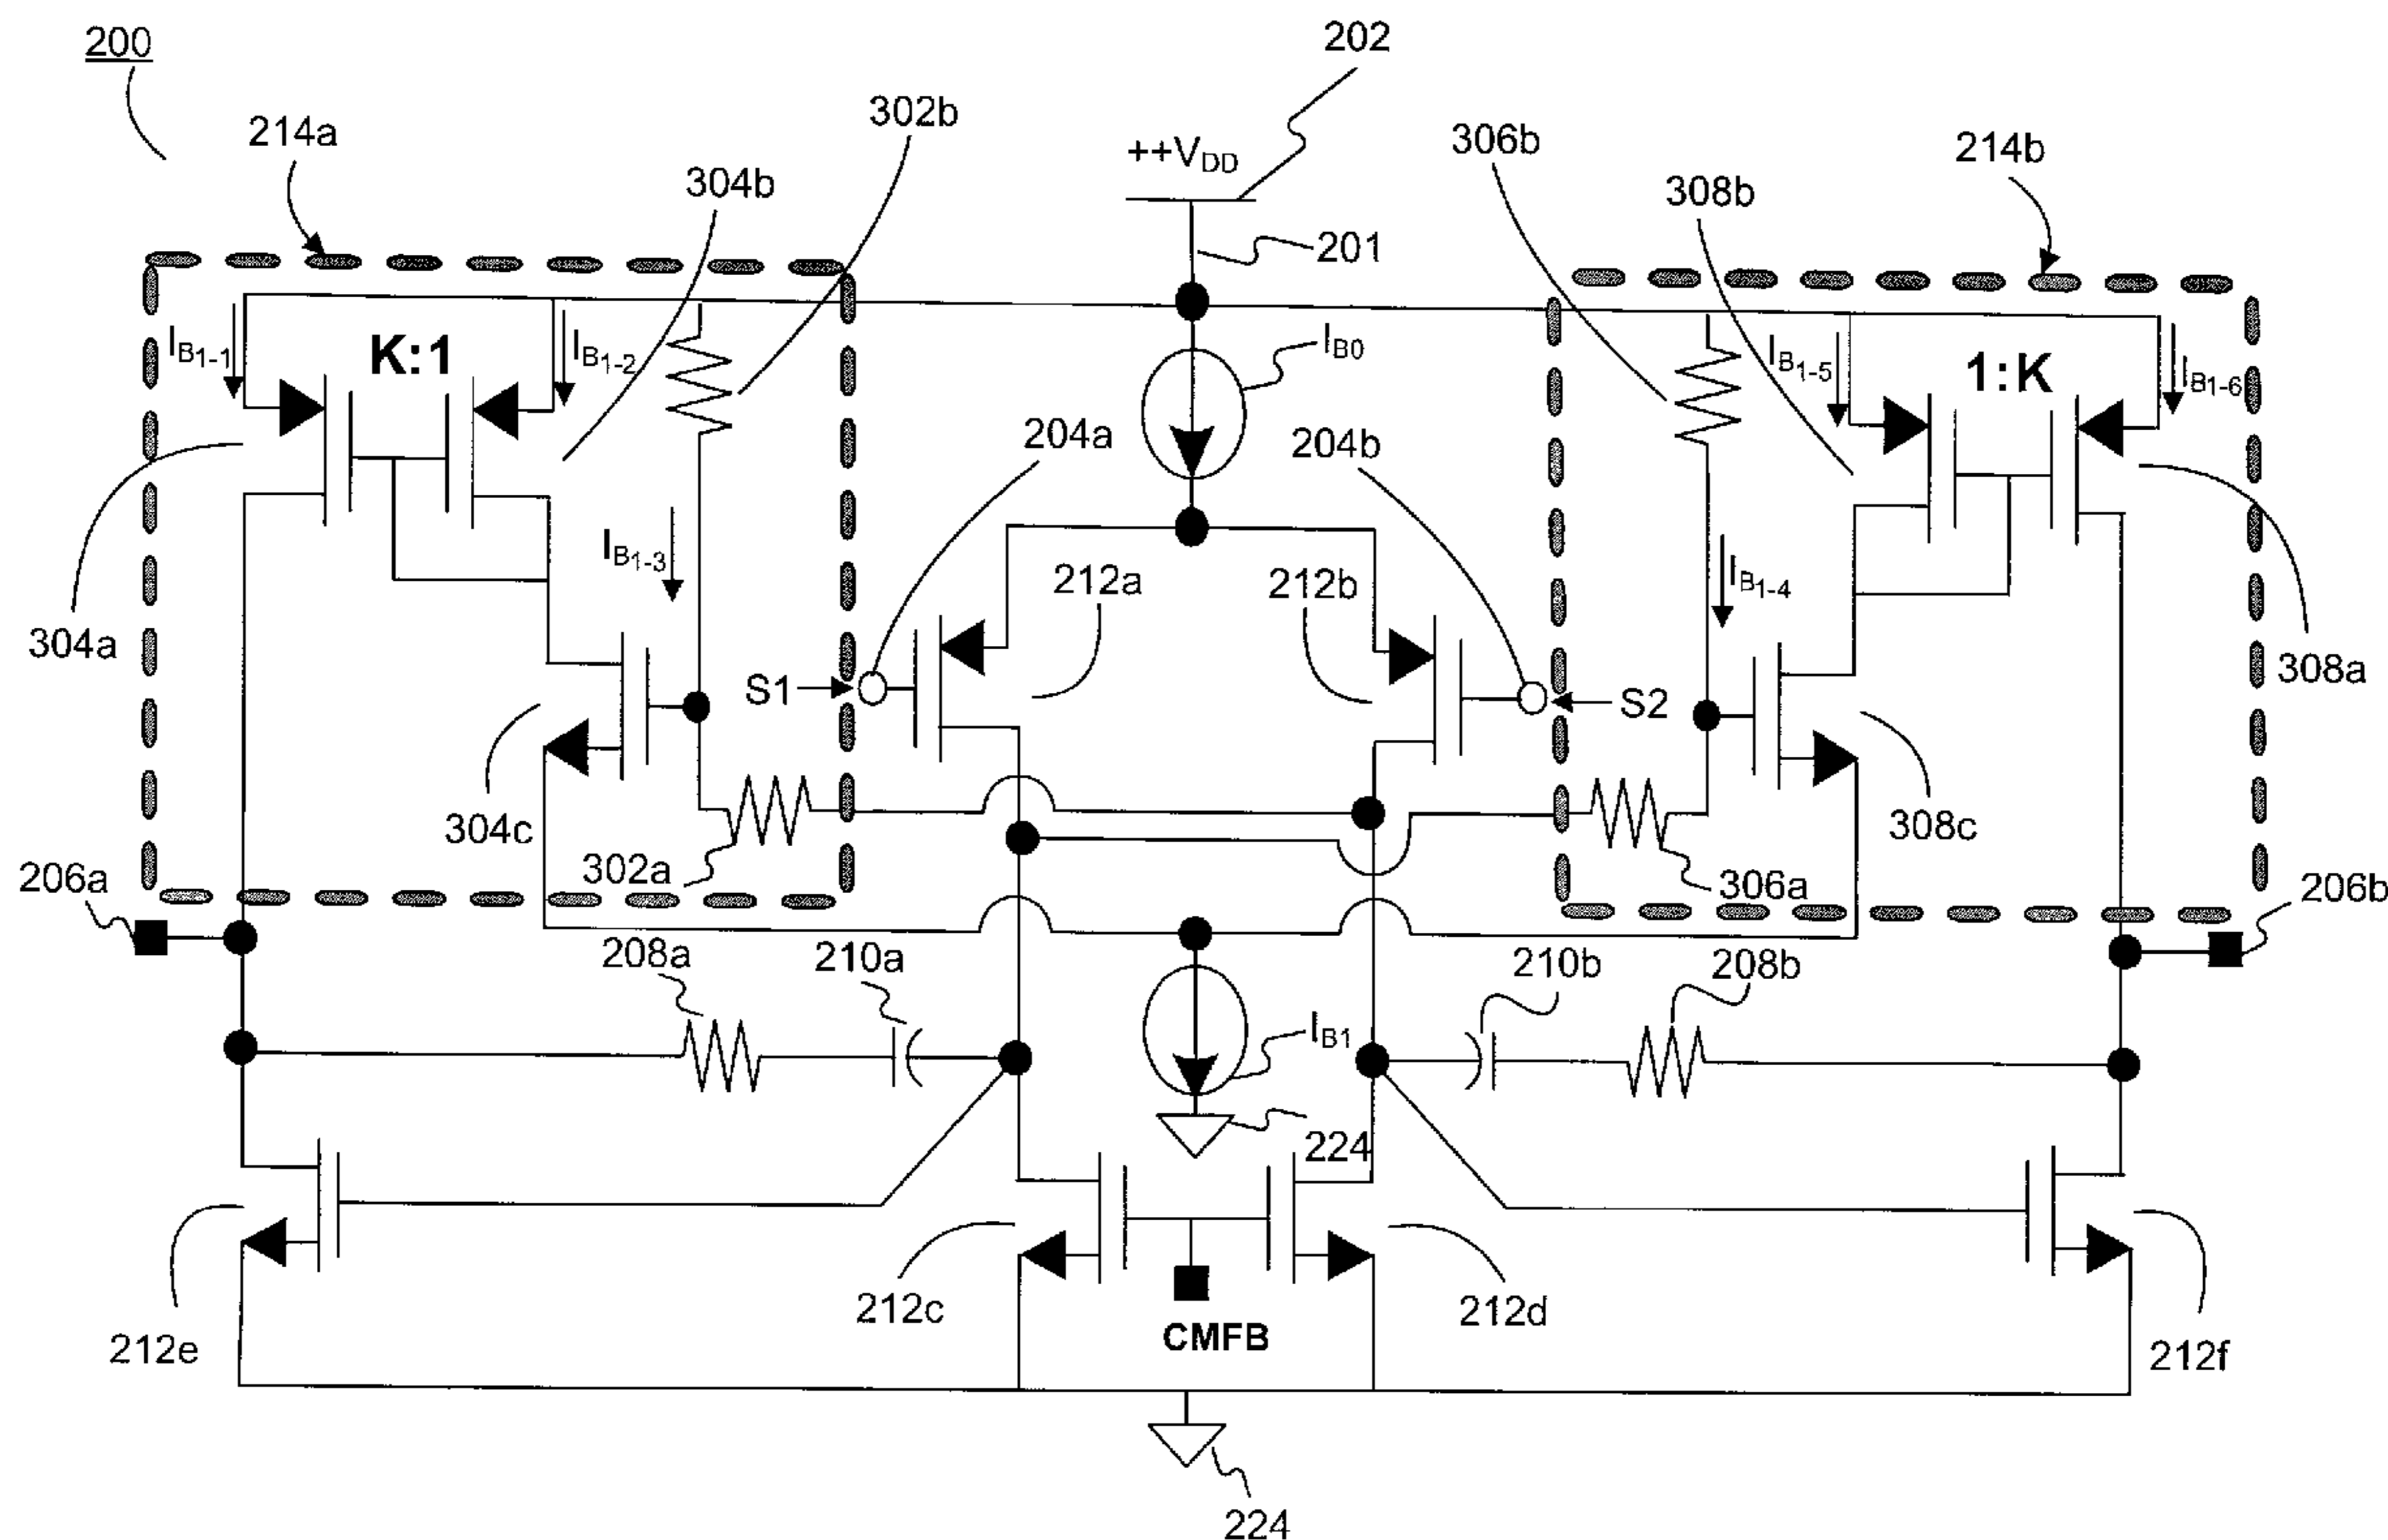 200
202
214a
302b
++VDD
306b
214b
304b
308b
201
IB1-1
K:1
IB1-2
IB0
IB1-5
1:K
IB1-6
204a
204b
IB1-3
212a
212b
IB1-4
304a
308a
S1
S2
304c
302a
306a
308c
206a
206b
208a
210a
210b
208b
IB1
224
212e
212c
CMFB
212d
212f
224